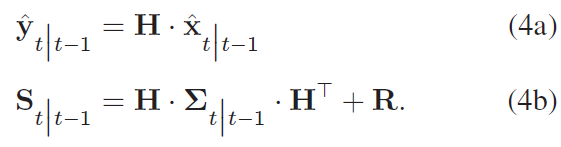 ŷ_{t|t−1} = H · x̂_{t|t−1} (4a)
S_{t|t−1} = H · Σ_{t|t−1} · H^⊤ + R. (4b)